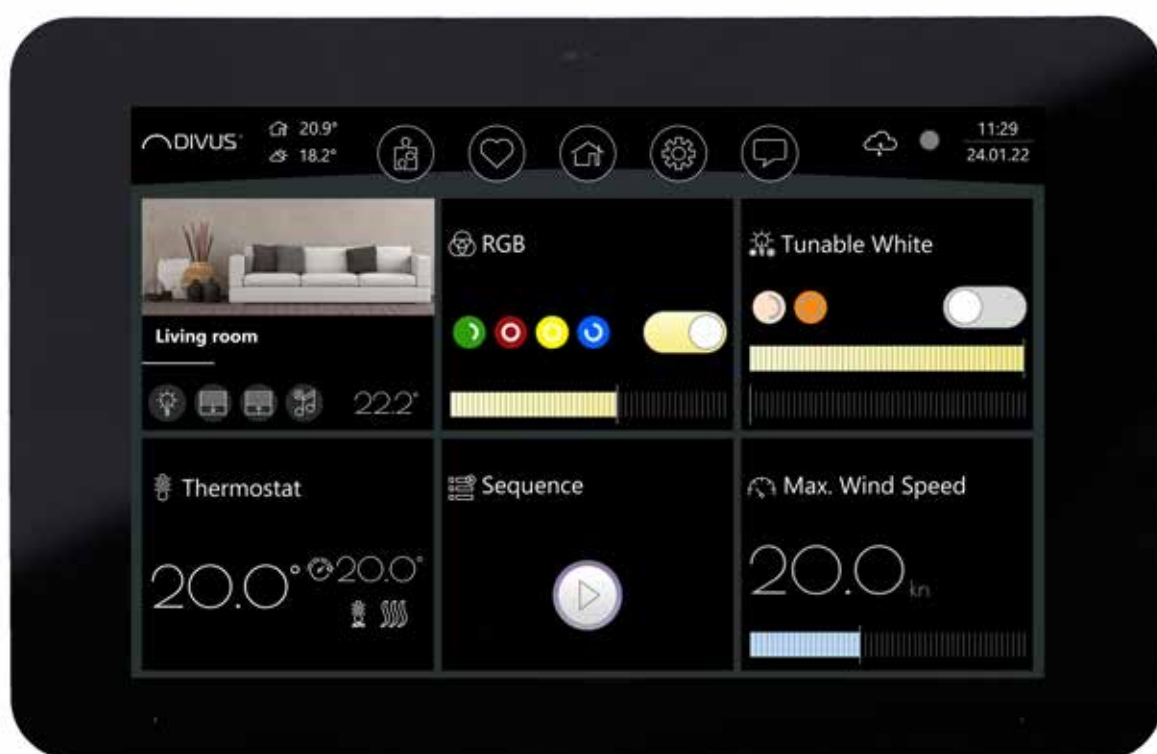 DIVUS
20.9°
18.2°
11:29
24.01.22
RGB
Tunable White
Living room
22.2°
Thermostat
Sequence
Max. Wind Speed
20.0°
20.0°
20.0 kn